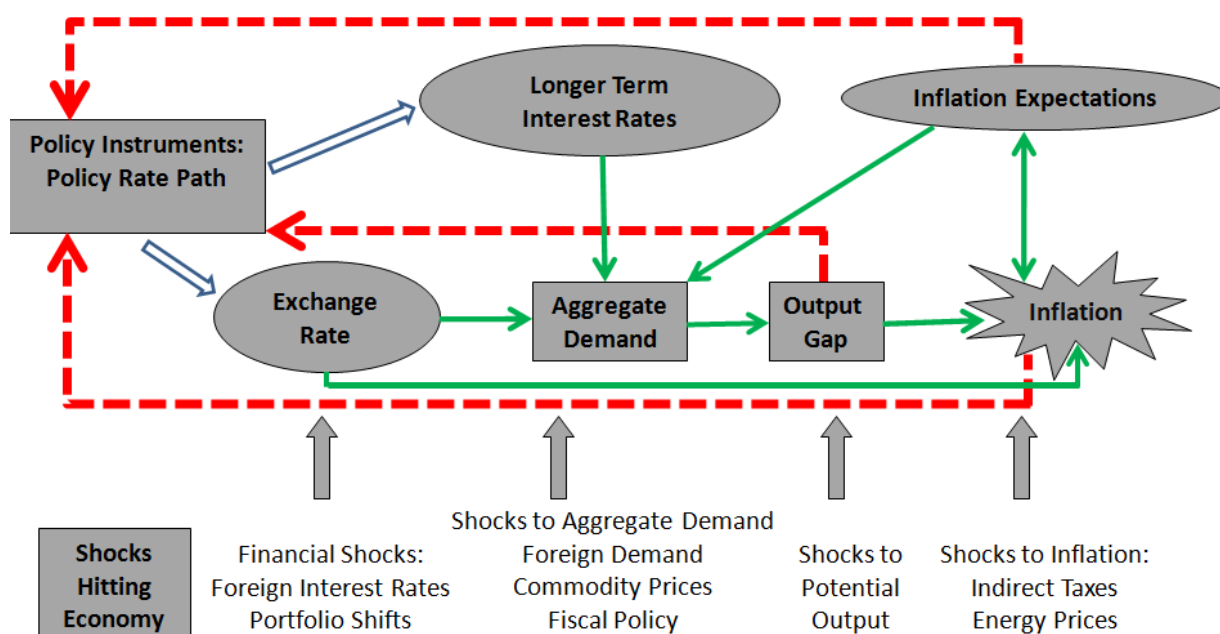 Longer Term
Interest Rates
Inflation Expectations
Policy Instruments:
Policy Rate Path
Exchange
Rate
Aggregate
Demand
Output
Gap
Inflation
Shocks
Hitting
Economy
Financial Shocks:
Foreign Interest Rates
Portfolio Shifts
Shocks to Aggregate Demand
Foreign Demand
Commodity Prices
Fiscal Policy
Shocks to
Potential
Output
Shocks to Inflation:
Indirect Taxes
Energy Prices